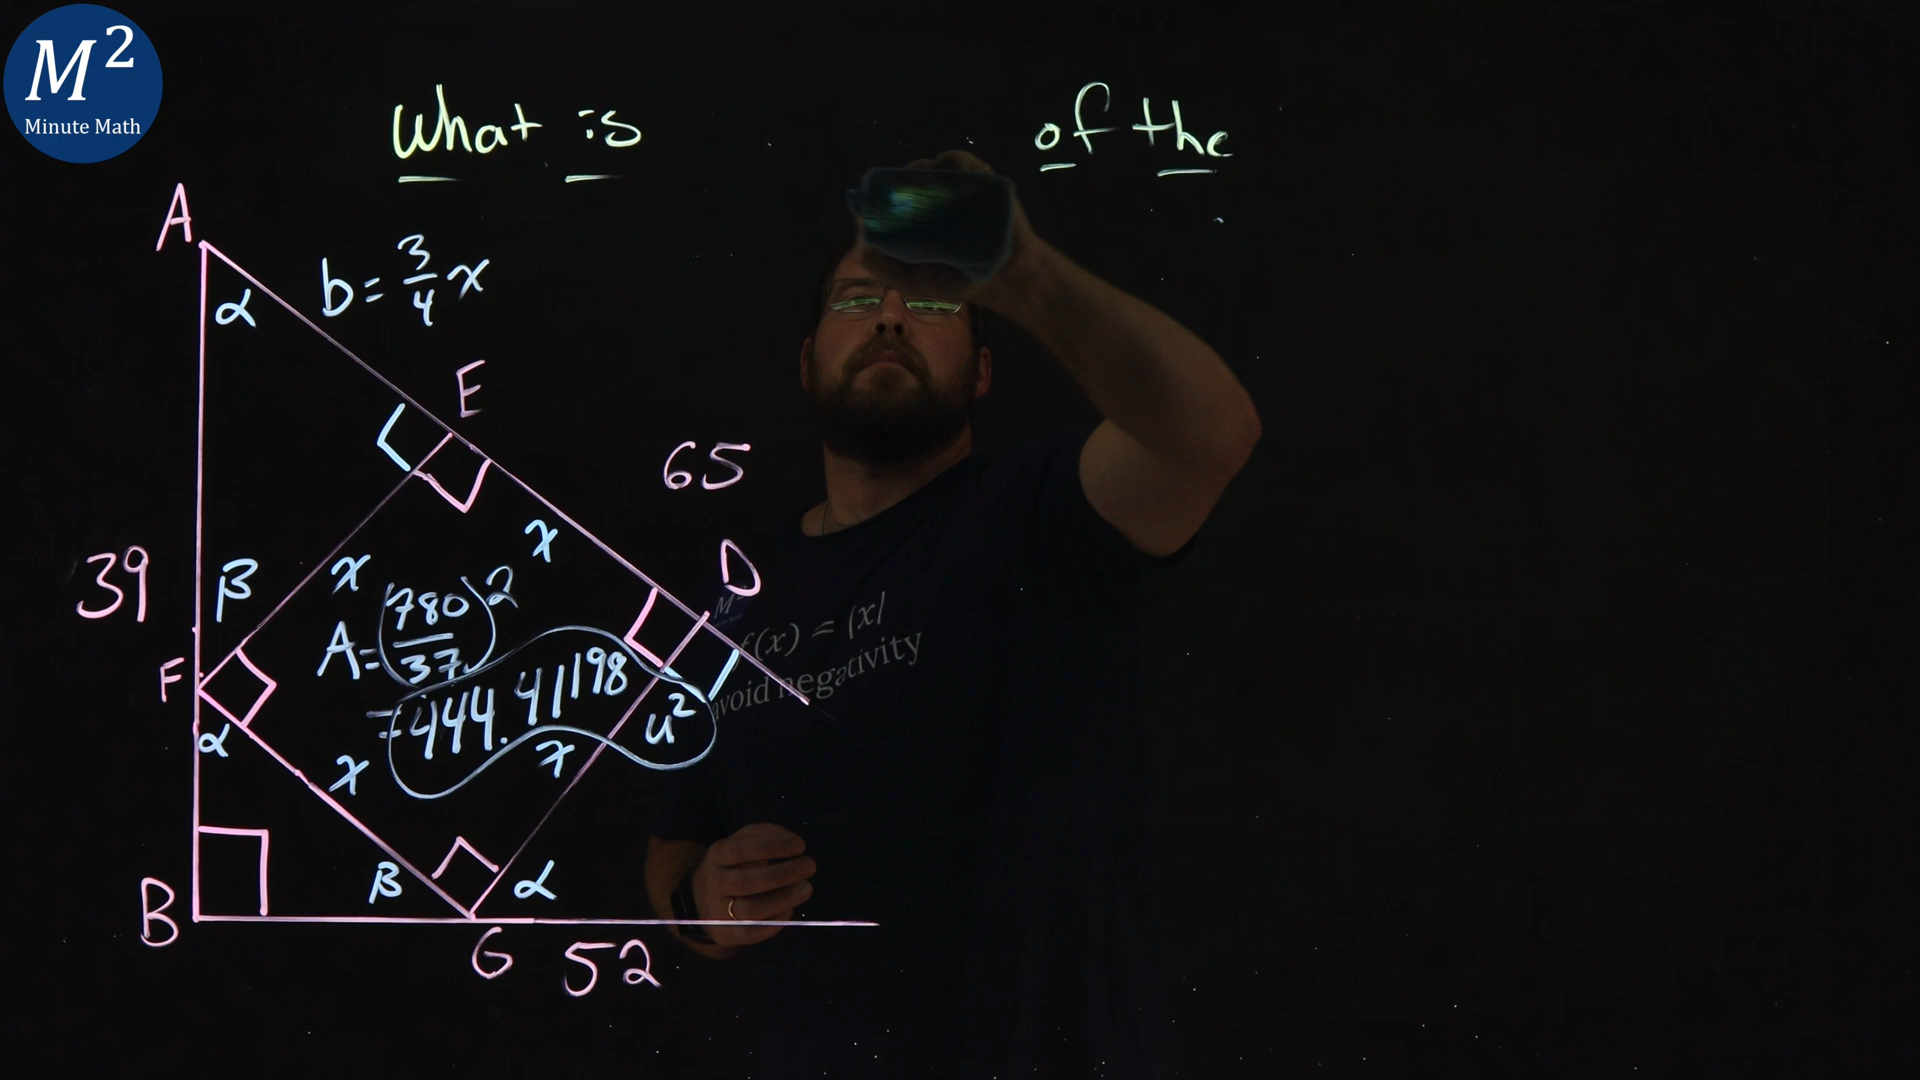 M²
Minute Math
What is of the
A
α
b = 3/4 x
E
65
x
D
39
β
x
A = (780/37)²
= 444.41198 u²
F
α
x
x
β
α
B
G
52
M²
f(x) = |x|
avoid negativity